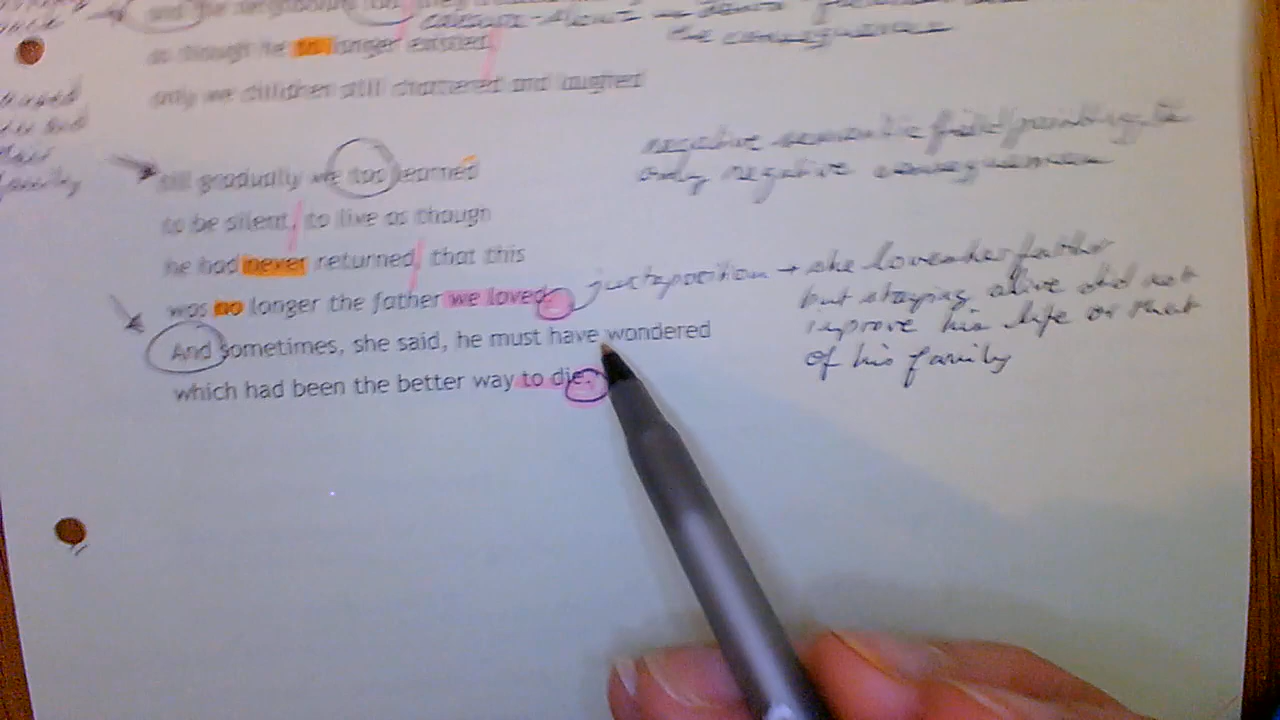 the consequences
as though he no longer existed,
only we children still chattered and laughed
family
till gradually we too learned
to be silent, to live as though
he had never returned, that this
was no longer the father we loved.
And sometimes, she said, he must have wondered
which had been the better way to die.
negative semantic field/pointing to
only negative consequences
juxtaposition → she loves her father
but staying alive did not
improve his life or that
of his family